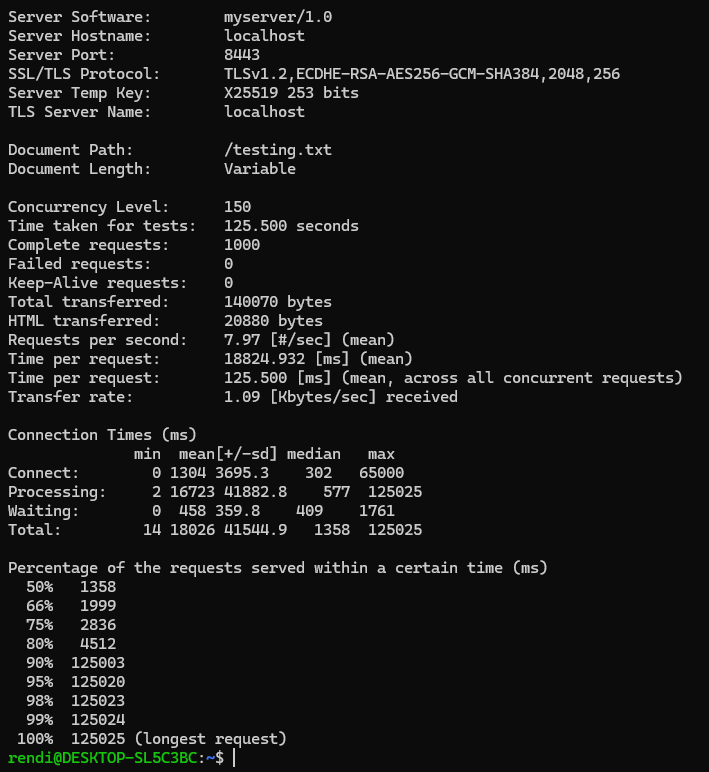 Server Software:        myserver/1.0
Server Hostname:        localhost
Server Port:            8443
SSL/TLS Protocol:       TLSv1.2,ECDHE-RSA-AES256-GCM-SHA384,2048,256
Server Temp Key:        X25519 253 bits
TLS Server Name:        localhost

Document Path:          /testing.txt
Document Length:        Variable

Concurrency Level:      150
Time taken for tests:   125.500 seconds
Complete requests:      1000
Failed requests:        0
Keep-Alive requests:    0
Total transferred:      140070 bytes
HTML transferred:       20880 bytes
Requests per second:    7.97 [#/sec] (mean)
Time per request:       18824.932 [ms] (mean)
Time per request:       125.500 [ms] (mean, across all concurrent requests)
Transfer rate:          1.09 [Kbytes/sec] received

Connection Times (ms)
              min  mean[+/-sd] median   max
Connect:        0 1304 3695.3    302   65000
Processing:     2 16723 41882.8    577  125025
Waiting:        0  458 359.8    409    1761
Total:         14 18026 41544.9   1358  125025

Percentage of the requests served within a certain time (ms)
  50%   1358
  66%   1999
  75%   2836
  80%   4512
  90%  125003
  95%  125020
  98%  125023
  99%  125024
 100%  125025 (longest request)
rendi@DESKTOP-SL5C3BC:~$